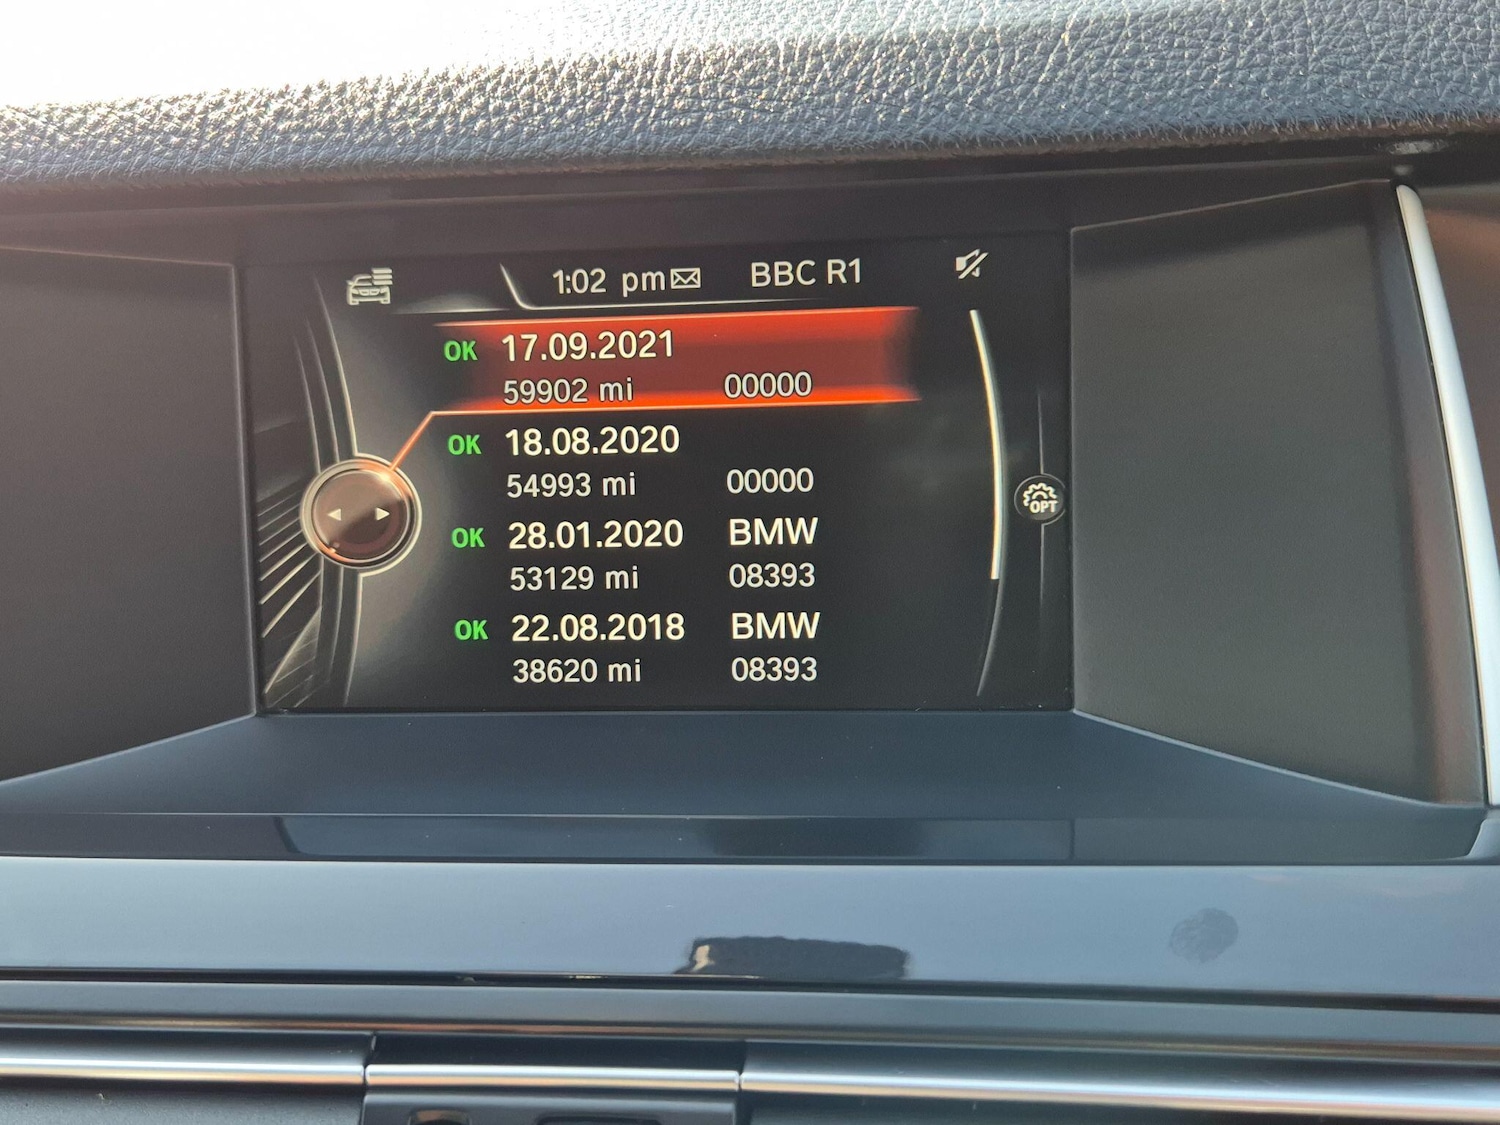 1:02 pm BBC R1
OK 17.09.2021
59902 mi 00000
OK 18.08.2020
54993 mi 00000
OK 28.01.2020 BMW
53129 mi 08393
OK 22.08.2018 BMW
38620 mi 08393
OPT